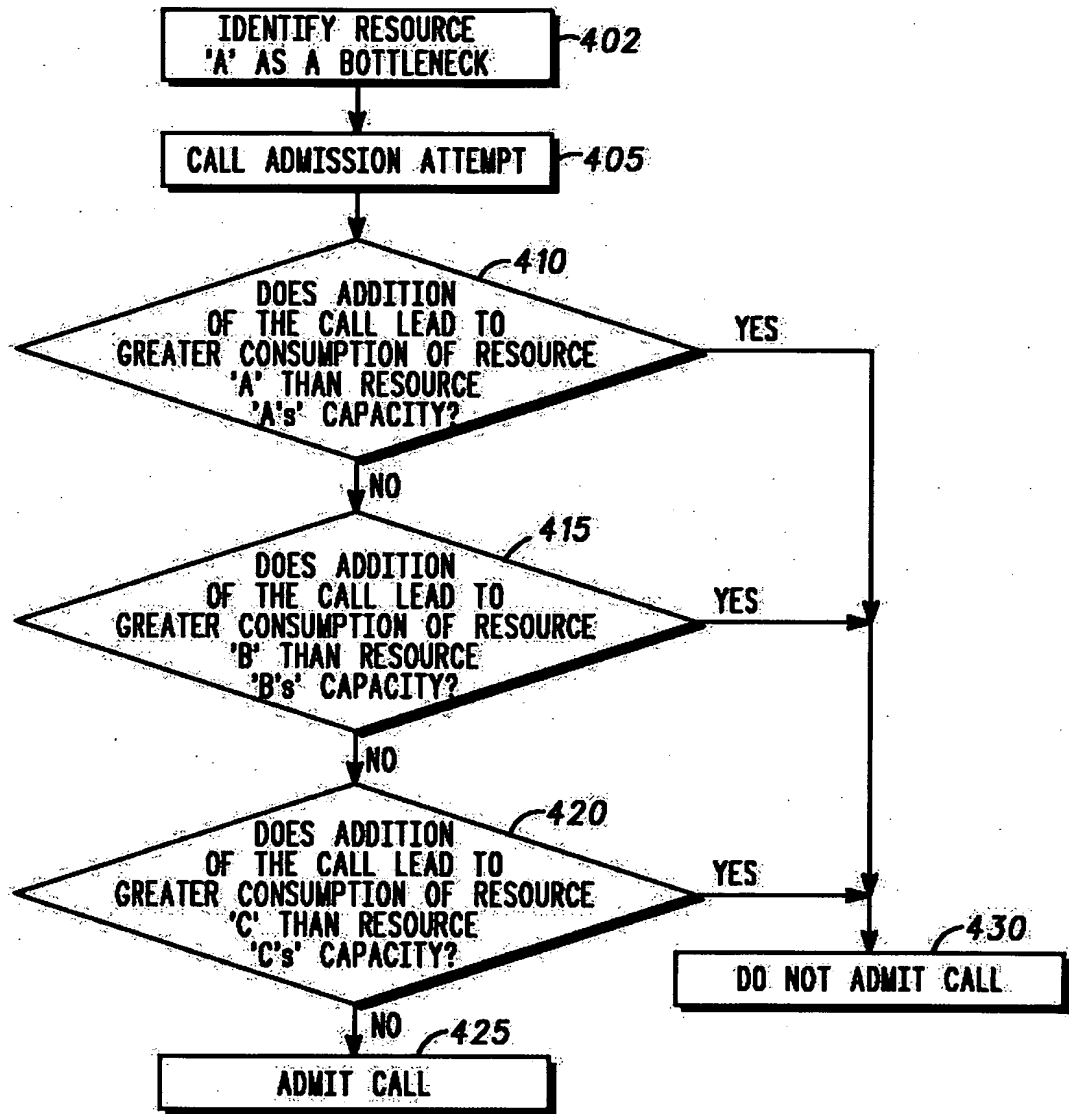 IDENTIFY RESOURCE
'A' AS A BOTTLENECK
402
CALL ADMISSION ATTEMPT
405
410
DOES ADDITION
OF THE CALL LEAD TO
GREATER CONSUMPTION OF RESOURCE
'A' THAN RESOURCE
'A's' CAPACITY?
YES
NO
415
DOES ADDITION
OF THE CALL LEAD TO
GREATER CONSUMPTION OF RESOURCE
'B' THAN RESOURCE
'B's' CAPACITY?
YES
NO
420
DOES ADDITION
OF THE CALL LEAD TO
GREATER CONSUMPTION OF RESOURCE
'C' THAN RESOURCE
'C's' CAPACITY?
YES
430
DO NOT ADMIT CALL
NO
425
ADMIT CALL